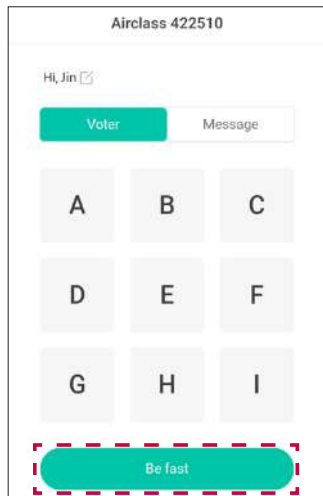 Airclass 422510
Hi, Jin
Voter Message
A B C
D E F
G H I
Be fast